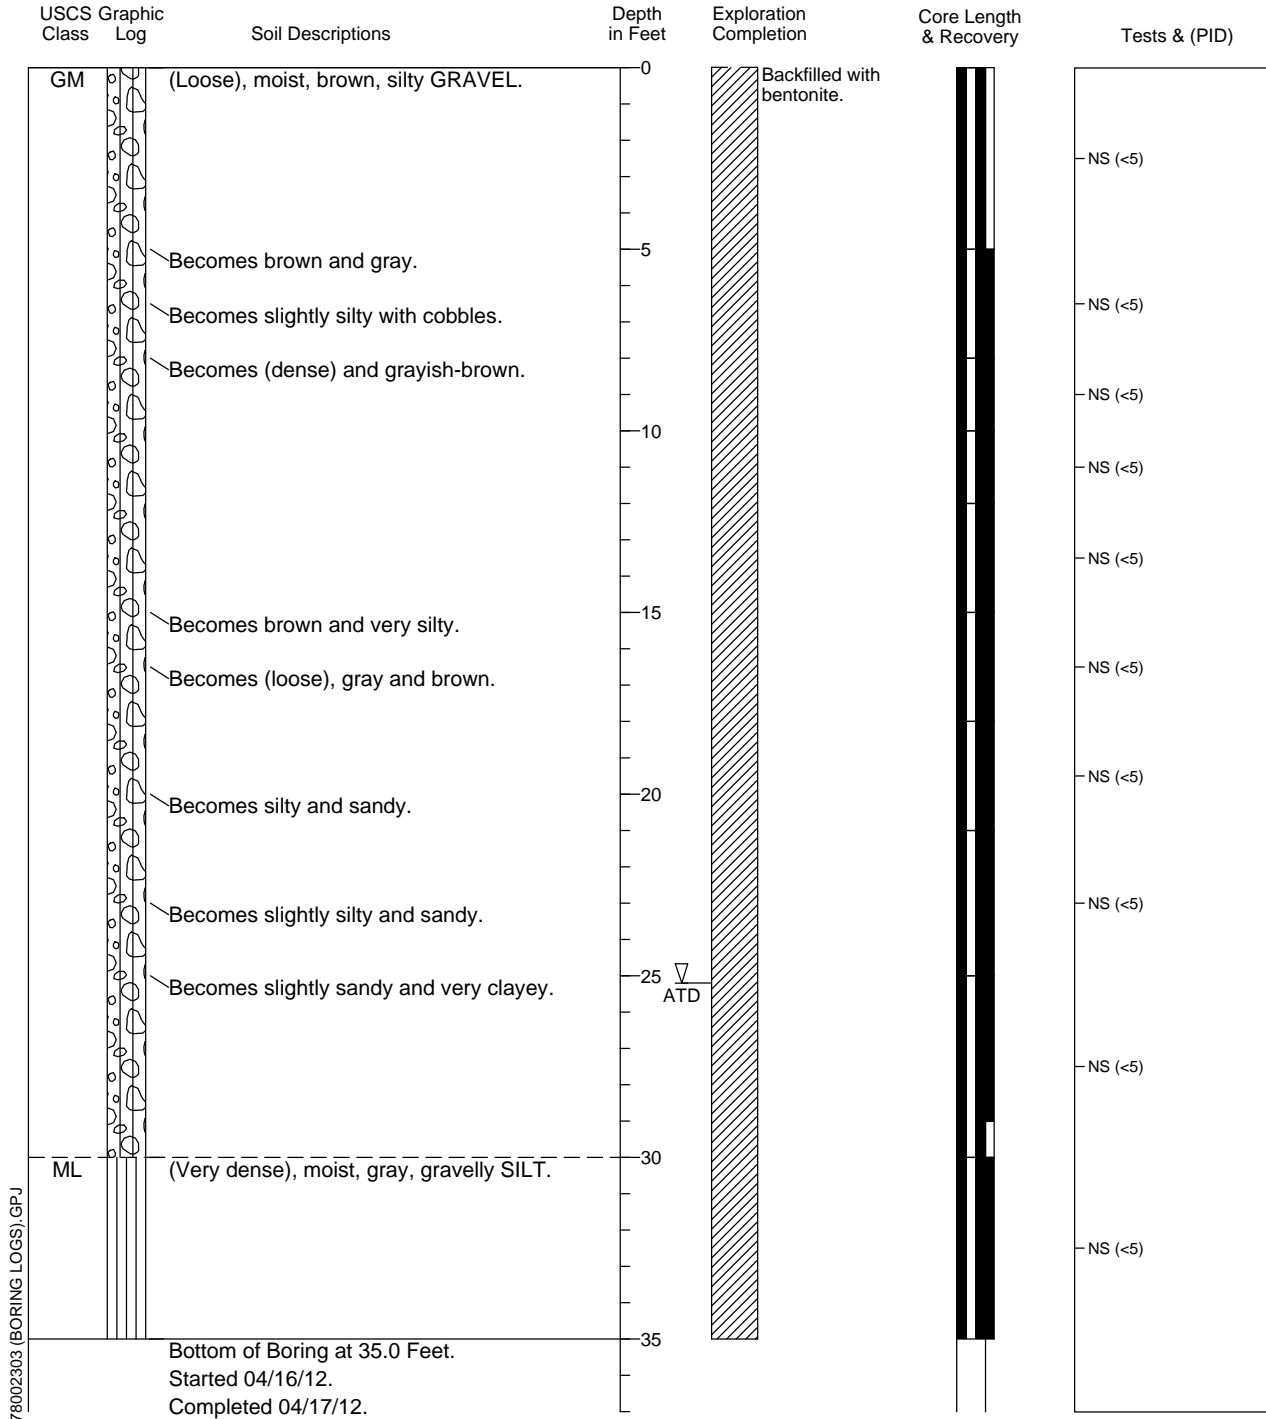 USCS Graphic
Class Log
Soil Descriptions
Depth
in Feet
Exploration
Completion
Core Length
& Recovery
Tests & (PID)
GM
(Loose), moist, brown, silty GRAVEL.
0
Backfilled with
bentonite.
NS (<5)
5
Becomes brown and gray.
NS (<5)
Becomes slightly silty with cobbles.
Becomes (dense) and grayish-brown.
NS (<5)
10
NS (<5)
NS (<5)
15
Becomes brown and very silty.
NS (<5)
Becomes (loose), gray and brown.
NS (<5)
20
Becomes silty and sandy.
NS (<5)
Becomes slightly silty and sandy.
25
ATD
Becomes slightly sandy and very clayey.
NS (<5)
30
ML
(Very dense), moist, gray, gravelly SILT.
NS (<5)
35
Bottom of Boring at 35.0 Feet.
Started 04/16/12.
Completed 04/17/12.
78002303 (BORING LOGS).GPJ